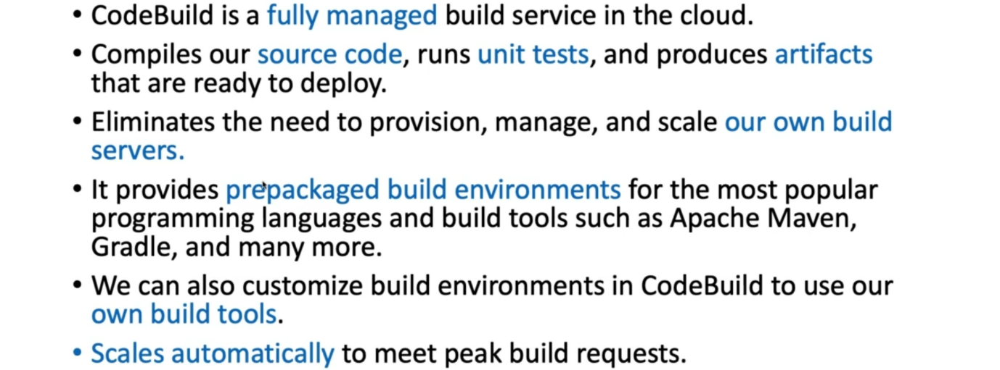 • CodeBuild is a fully managed build service in the cloud.
• Compiles our source code, runs unit tests, and produces artifacts
that are ready to deploy.
• Eliminates the need to provision, manage, and scale our own build
servers.
• It provides prepackaged build environments for the most popular
programming languages and build tools such as Apache Maven,
Gradle, and many more.
• We can also customize build environments in CodeBuild to use our
own build tools.
• Scales automatically to meet peak build requests.